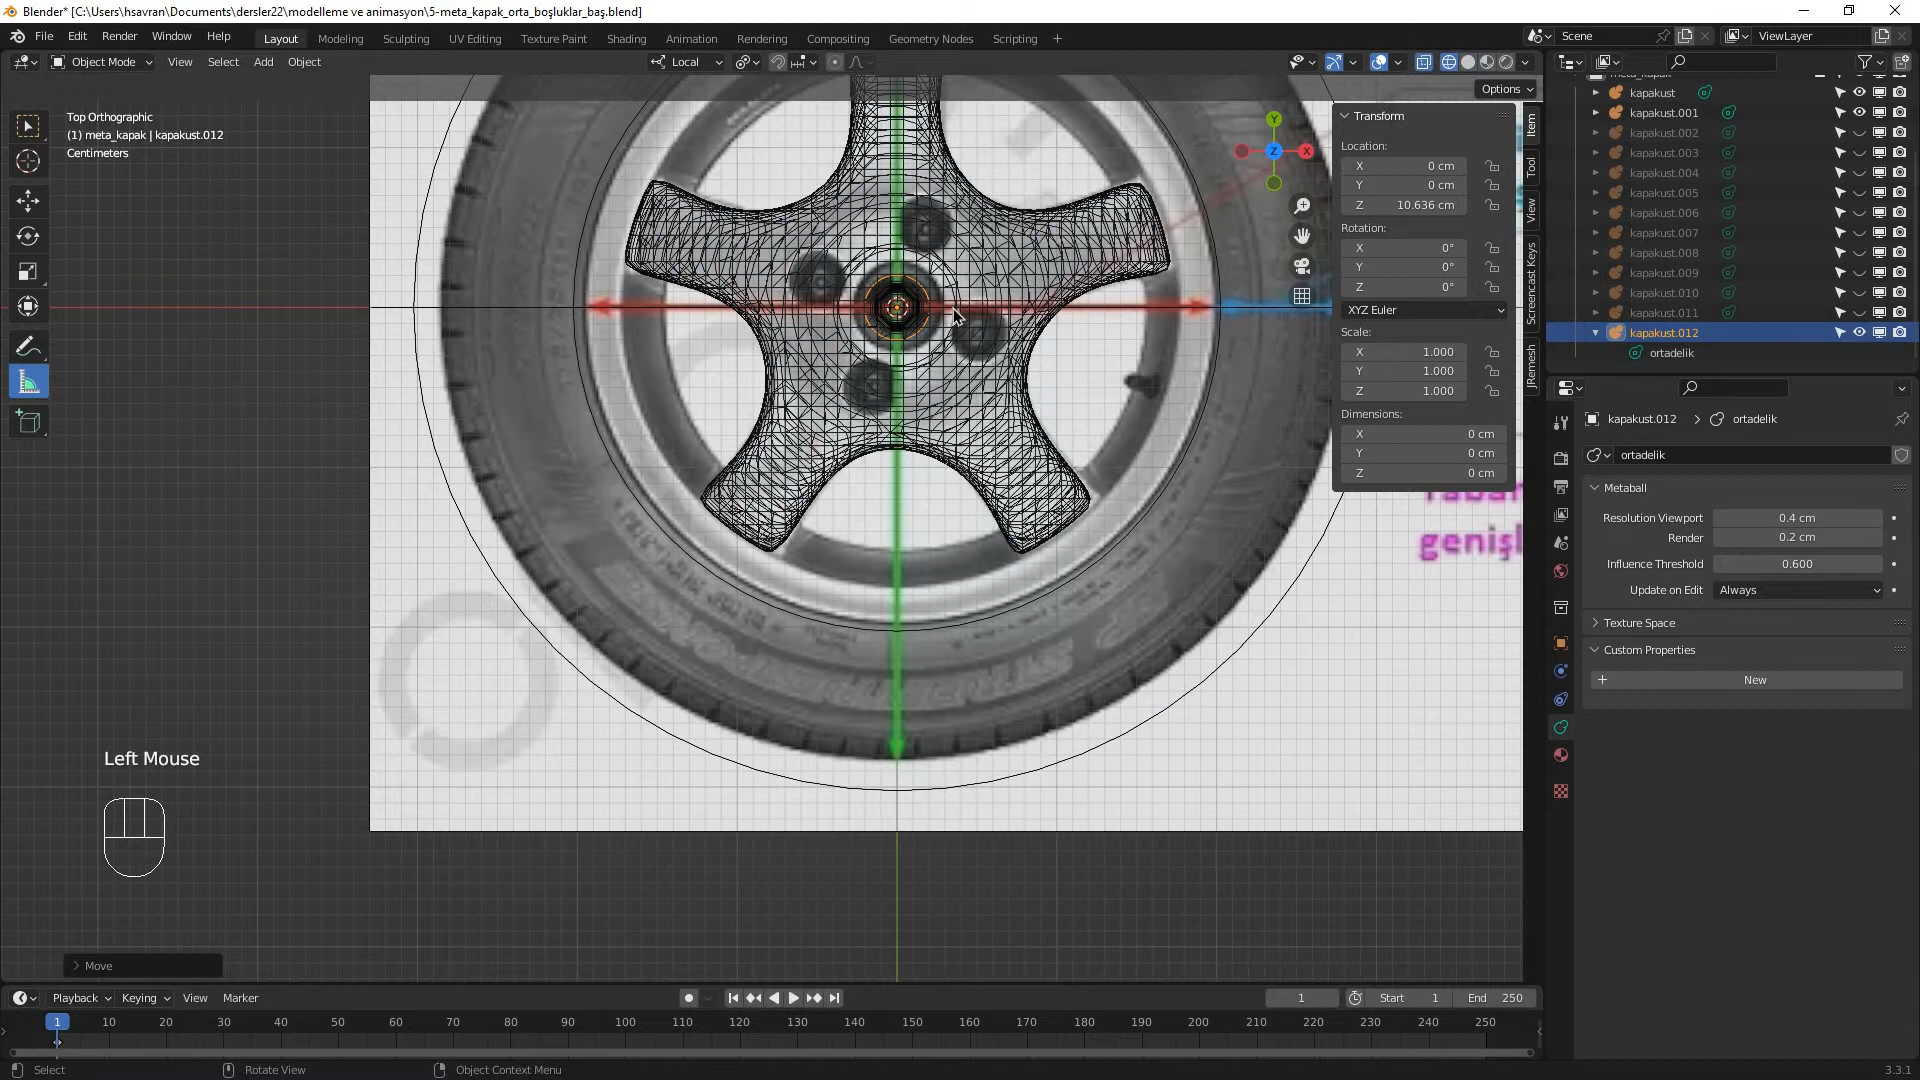 Blender* [C:\Users\hsavran\Documents\dersler22\modelleme ve animasyon\5-meta_kapak_orta_boşluklar_baş.blend]
File Edit Render Window Help Layout Modeling Sculpting UV Editing Texture Paint Shading Animation Rendering Compositing Geometry Nodes Scripting + Scene ViewLayer
Object Mode View Select Add Object Local
Options
Top Orthographic
(1) meta_kapak | kapakust.012
Centimeters
Y
Z X
Transform
Location:
X 0 cm
Y 0 cm
Z 10.636 cm
Rotation:
X 0°
Y 0°
Z 0°
XYZ Euler
Scale:
X 1.000
Y 1.000
Z 1.000
Dimensions:
X 0 cm
Y 0 cm
Z 0 cm
Item
Tool
View
Screencast Keys
JRemesh
genişl
meta_kapak
kapakust
kapakust.001
kapakust.002
kapakust.003
kapakust.004
kapakust.005
kapakust.006
kapakust.007
kapakust.008
kapakust.009
kapakust.010
kapakust.011
kapakust.012
ortadelik
kapakust.012 > ortadelik
ortadelik
Metaball
Resolution Viewport 0.4 cm
Render 0.2 cm
Influence Threshold 0.600
Update on Edit Always
Texture Space
Custom Properties
+ New
Left Mouse
> Move
Playback Keying View Marker 1 Start 1 End 250
1 10 20 30 40 50 60 70 80 90 100 110 120 130 140 150 160 170 180 190 200 210 220 230 240 250
Select Rotate View Object Context Menu 3.3.1